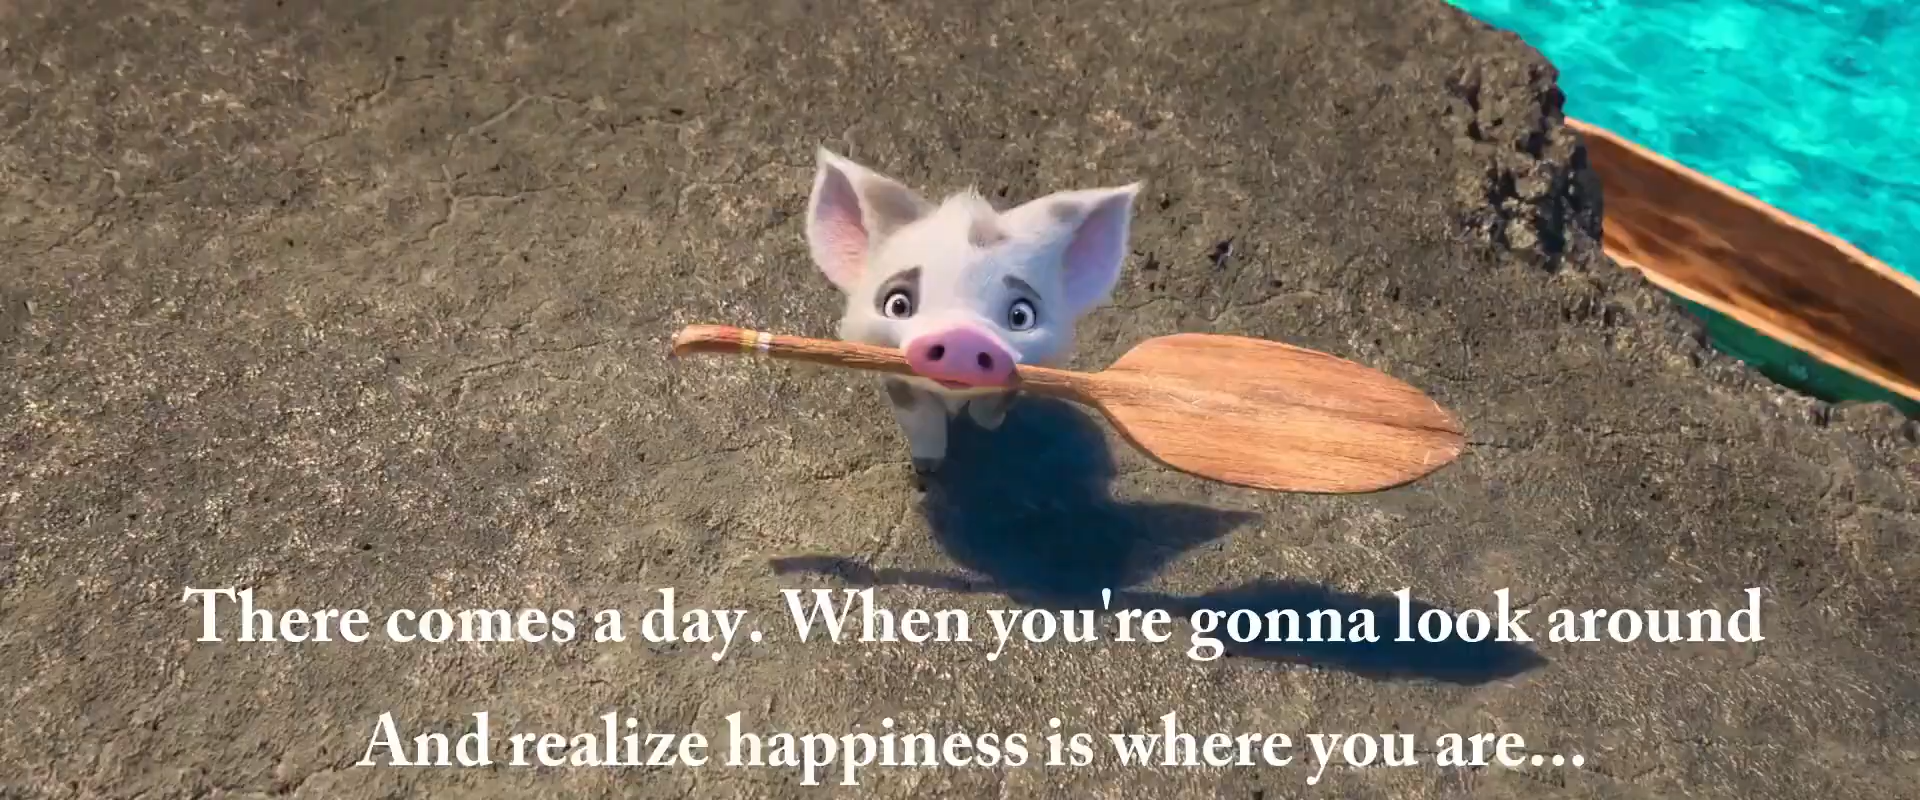 There comes a day. When you're gonna look around
And realize happiness is where you are...